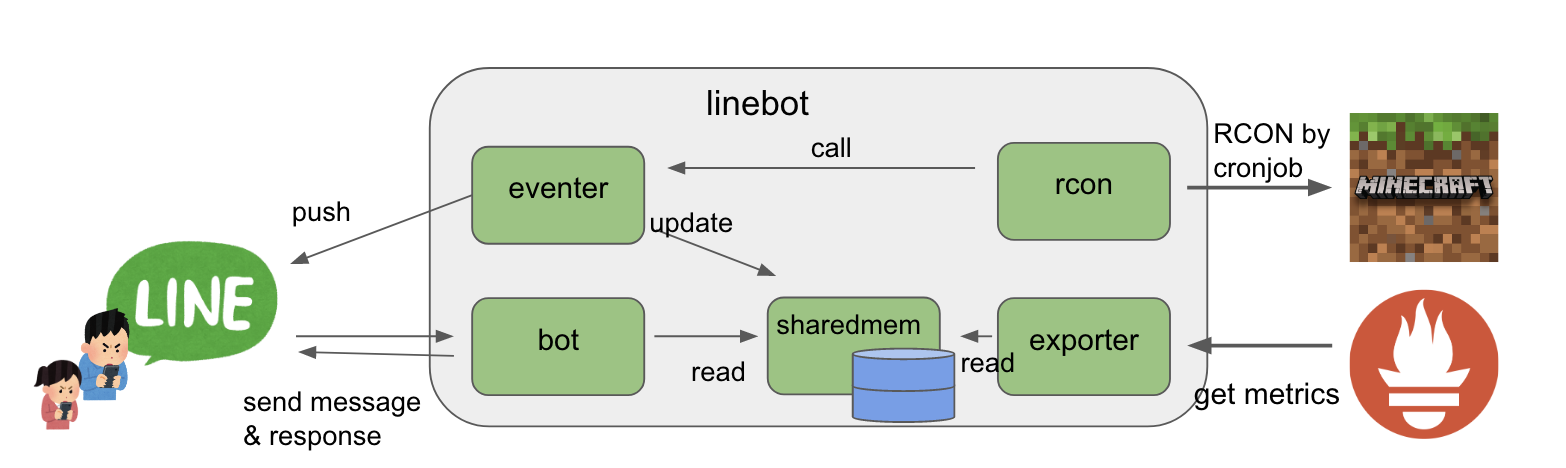 linebot
call
RCON by
cronjob
eventer
rcon
MINECRAFT
push
update
LINE
bot
sharedmem
exporter
read
read
send message
& response
get metrics